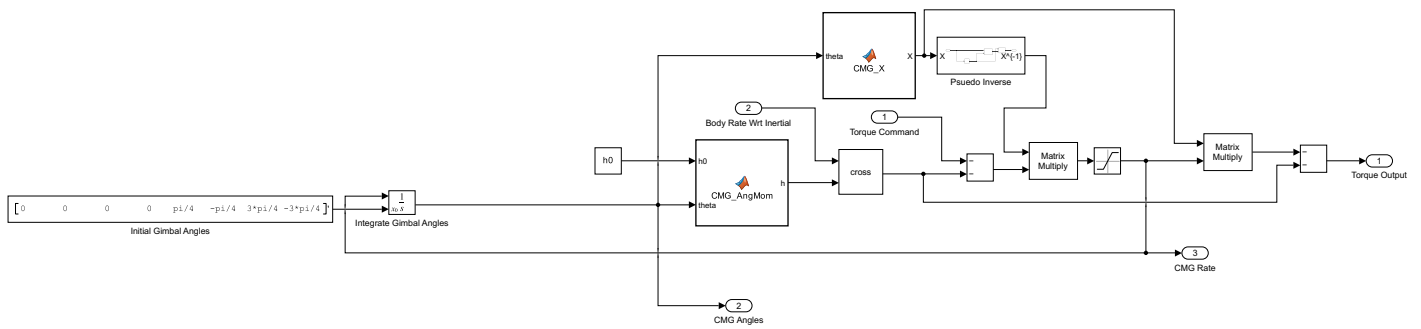 theta
X
CMG_X
X
X^{-1}
Psuedo Inverse
2
Body Rate Wrt Inertial
1
Torque Command
h0
h0
h
theta
CMG_AngMom
cross
−
−
Matrix
Multiply
Matrix
Multiply
−
−
1
Torque Output
[0 0 0 0 pi/4 -pi/4 3*pi/4 -3*pi/4]'
Initial Gimbal Angles
1
s
x₀
Integrate Gimbal Angles
3
CMG Rate
2
CMG Angles